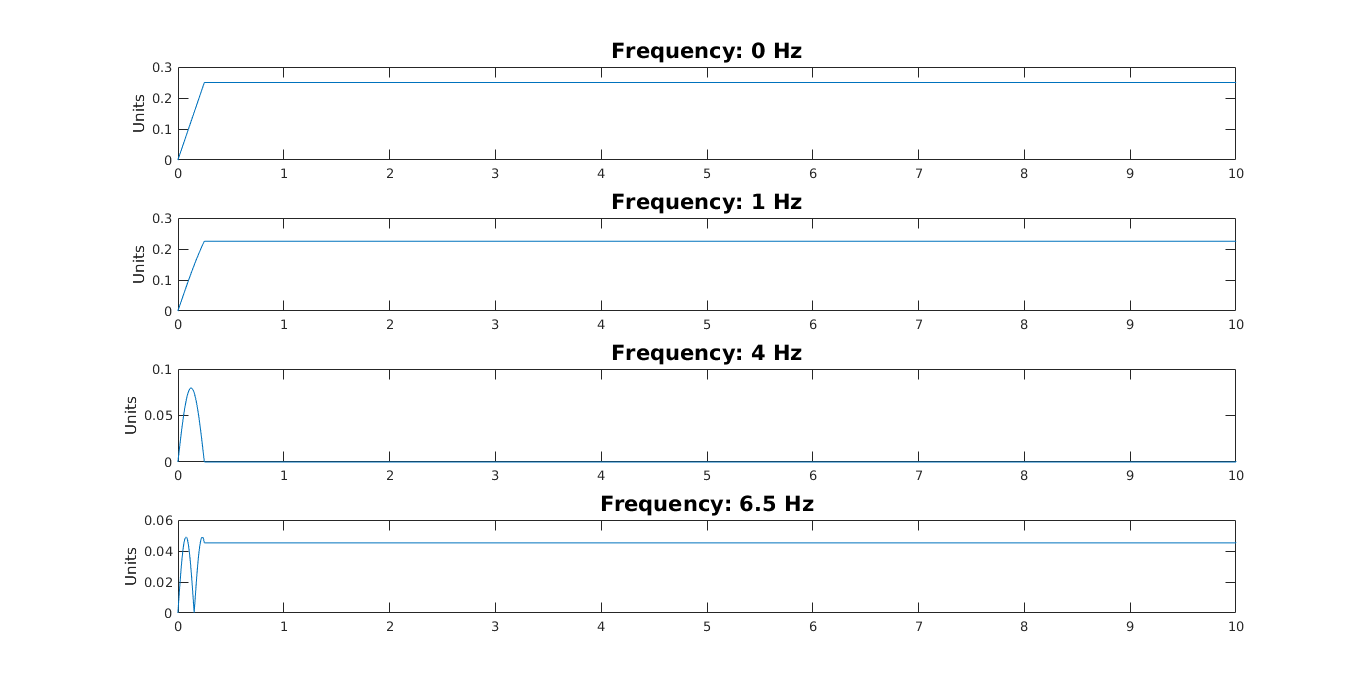 Frequency: 0 Hz
0.3
0.2
0.1
0
Units
0 1 2 3 4 5 6 7 8 9 10
Frequency: 1 Hz
0.3
0.2
0.1
0
Units
0 1 2 3 4 5 6 7 8 9 10
Frequency: 4 Hz
0.1
0.05
0
Units
0 1 2 3 4 5 6 7 8 9 10
Frequency: 6.5 Hz
0.06
0.04
0.02
0
Units
0 1 2 3 4 5 6 7 8 9 10